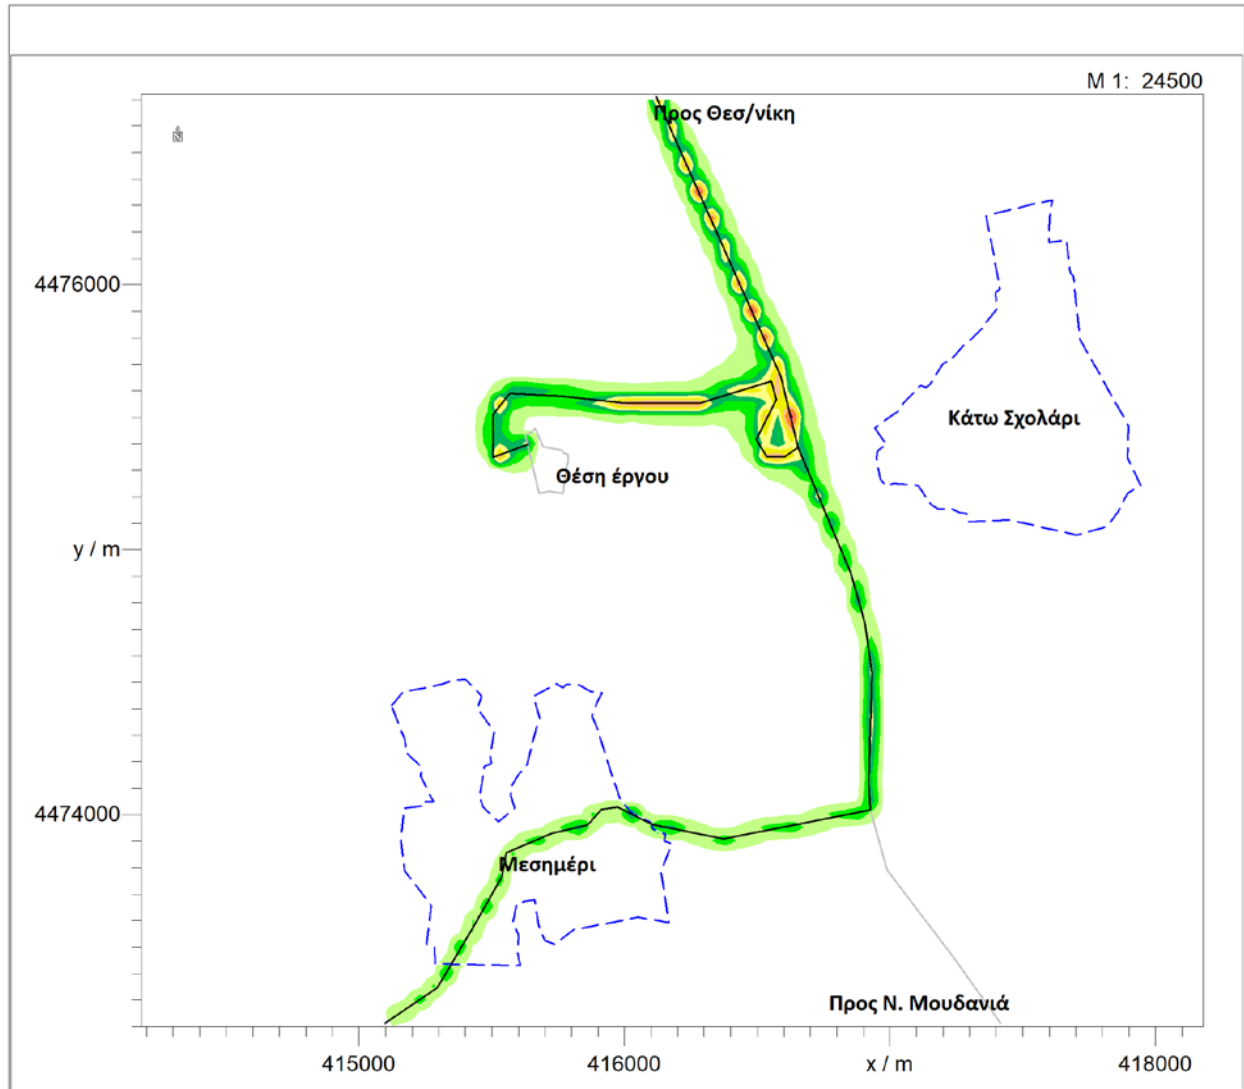 M 1: 24500
Προς Θεσ/νίκη
4476000
Κάτω Σχολάρι
Θέση έργου
y / m
4474000
Μεσημέρι
Προς Ν. Μουδανιά
415000 416000 x / m 418000